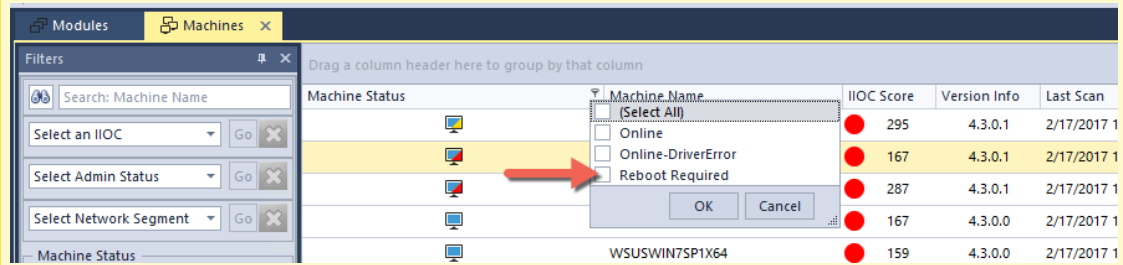 Modules Machines
Filters
Drag a column header here to group by that column
Search: Machine Name
Machine Status Machine Name IIOC Score Version Info Last Scan
(Select All)
295 4.3.0.1 2/17/2017 1
Select an IIOC Go
Online
Online-DriverError
167 4.3.0.1 2/17/2017 1
Select Admin Status Go
Reboot Required
287 4.3.0.1 2/17/2017 1
OK Cancel
Select Network Segment Go
167 4.3.0.0 2/17/2017 1
Machine Status
WSUSWIN7SP1X64 159 4.3.0.0 2/17/2017 1